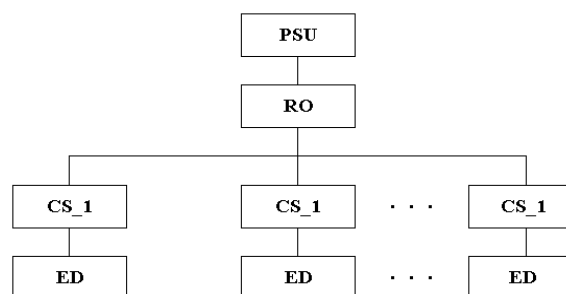 PSU
RO
CS_1 CS_1 . . . CS_1
ED ED . . . ED